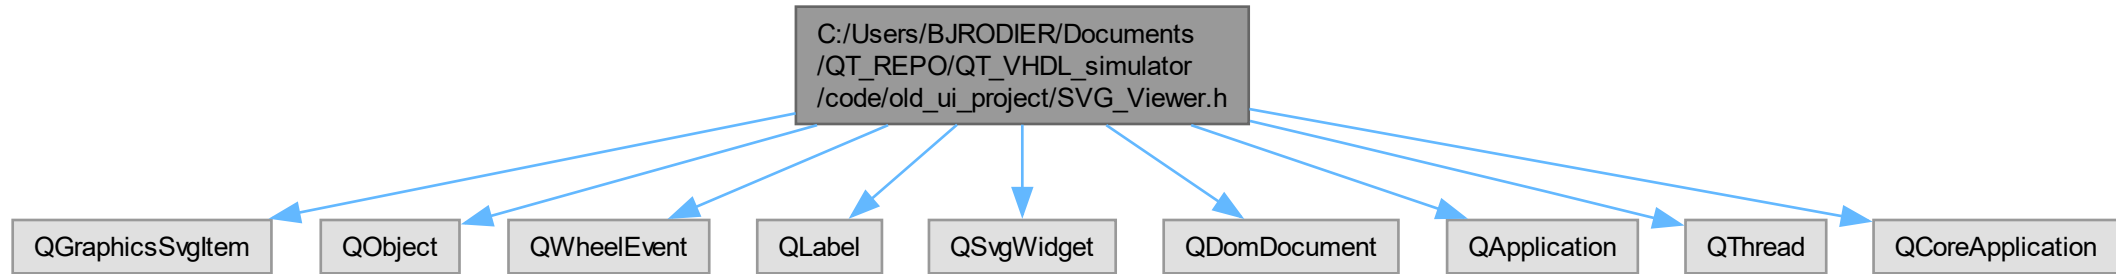 C:/Users/BJRODIER/Documents
/QT_REPO/QT_VHDL_simulator
/code/old_ui_project/SVG_Viewer.h
QGraphicsSvgItem
QObject
QWheelEvent
QLabel
QSvgWidget
QDomDocument
QApplication
QThread
QCoreApplication